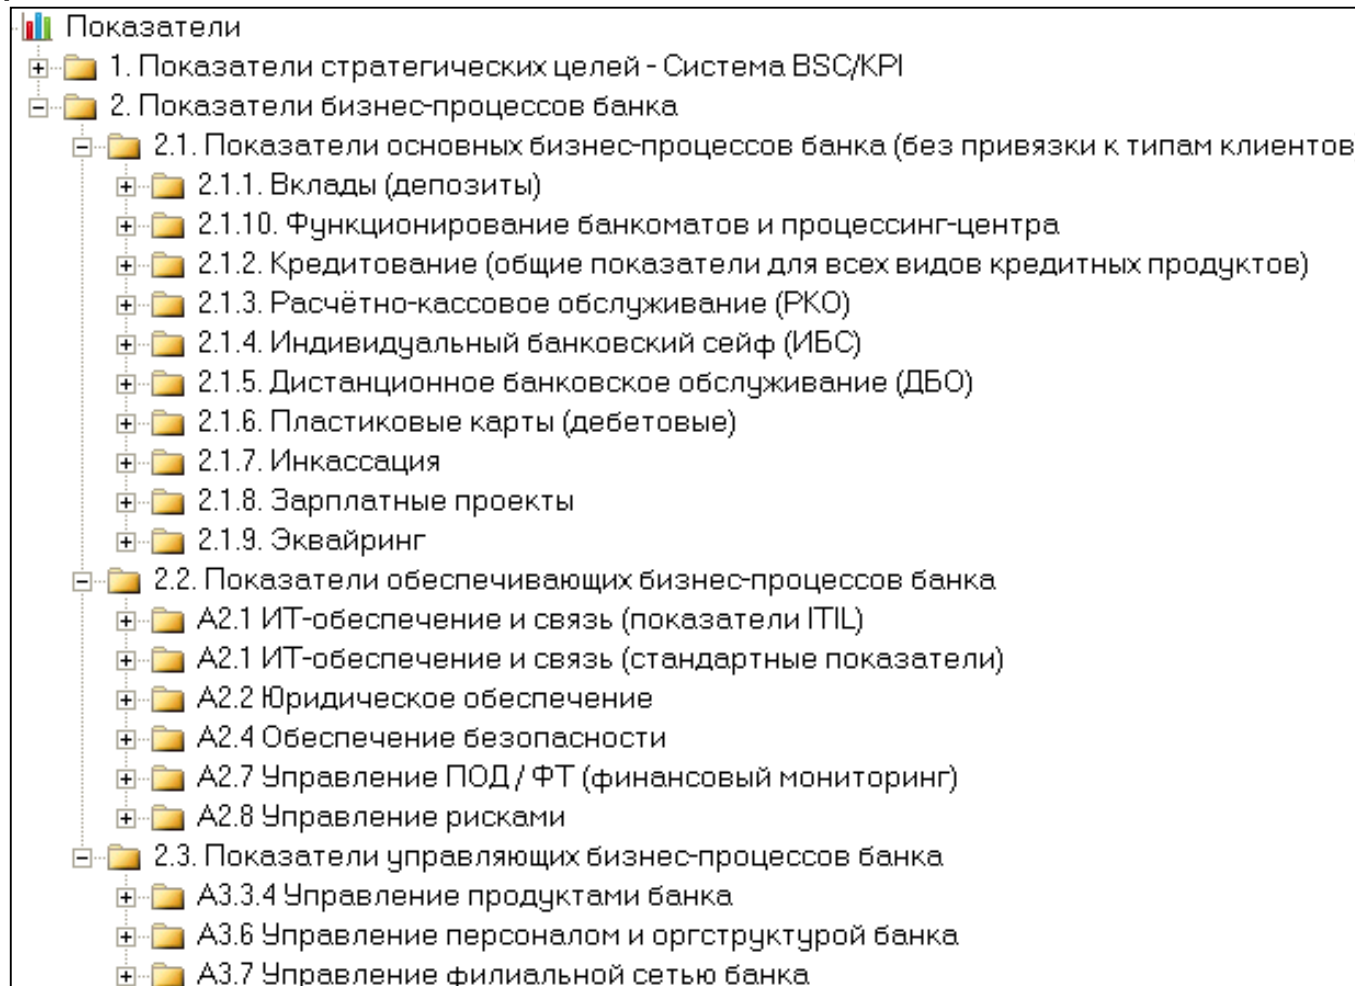 Показатели
1. Показатели стратегических целей - Система BSC/KPI
2. Показатели бизнес-процессов банка
2.1. Показатели основных бизнес-процессов банка (без привязки к типам клиентов
2.1.1. Вклады (депозиты)
2.1.10. Функционирование банкоматов и процессинг-центра
2.1.2. Кредитование (общие показатели для всех видов кредитных продуктов)
2.1.3. Расчётно-кассовое обслуживание (РКО)
2.1.4. Индивидуальный банковский сейф (ИБС)
2.1.5. Дистанционное банковское обслуживание (ДБО)
2.1.6. Пластиковые карты (дебетовые)
2.1.7. Инкассация
2.1.8. Зарплатные проекты
2.1.9. Эквайринг
2.2. Показатели обеспечивающих бизнес-процессов банка
А2.1 ИТ-обеспечение и связь (показатели ITIL)
А2.1 ИТ-обеспечение и связь (стандартные показатели)
А2.2 Юридическое обеспечение
А2.4 Обеспечение безопасности
А2.7 Управление ПОД / ФТ (финансовый мониторинг)
А2.8 Управление рисками
2.3. Показатели управляющих бизнес-процессов банка
А3.3.4 Управление продуктами банка
А3.6 Управление персоналом и оргструктурой банка
А3.7 Управление филиальной сетью банка